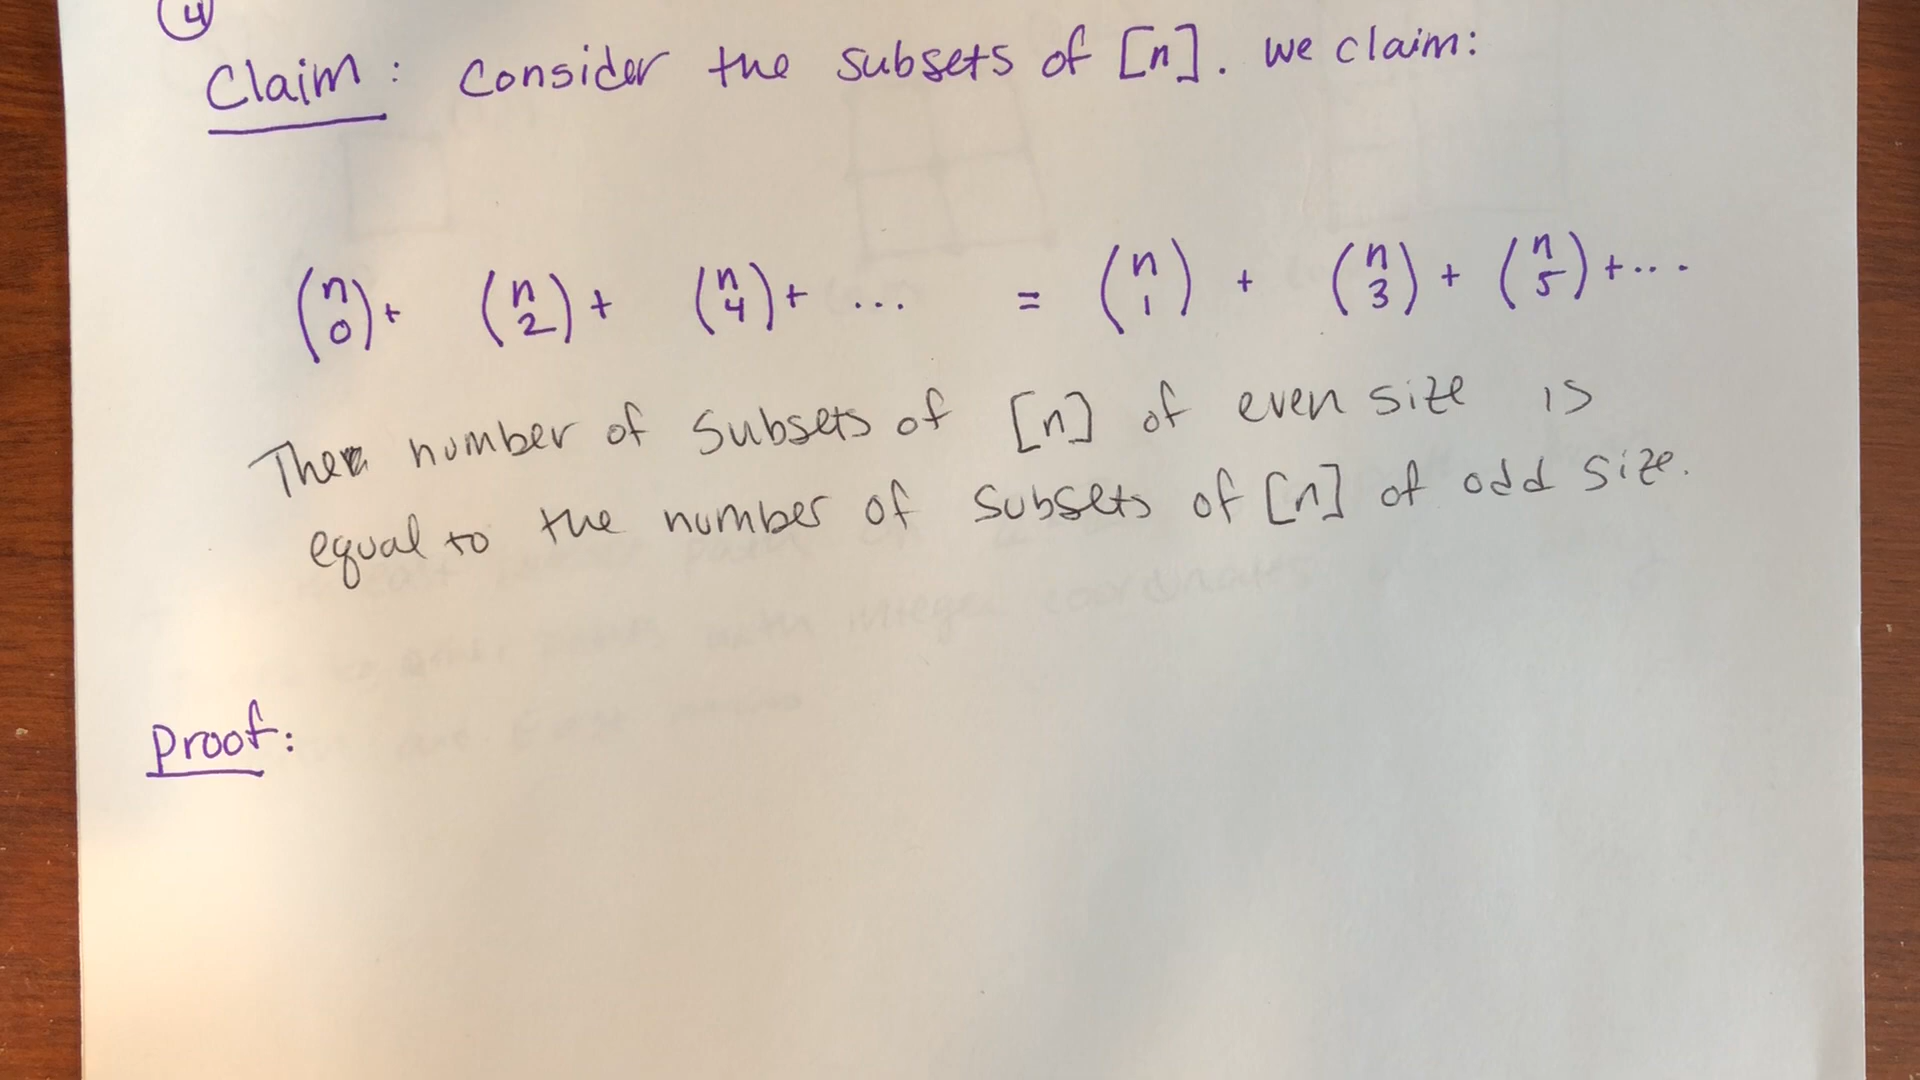 4
Claim: Consider the subsets of [n]. we claim:
(n 0) + (n 2) + (n 4) + ... = (n 1) + (n 3) + (n 5) + ...
The number of subsets of [n] of even size is
equal to the number of subsets of [n] of odd size.
Proof: